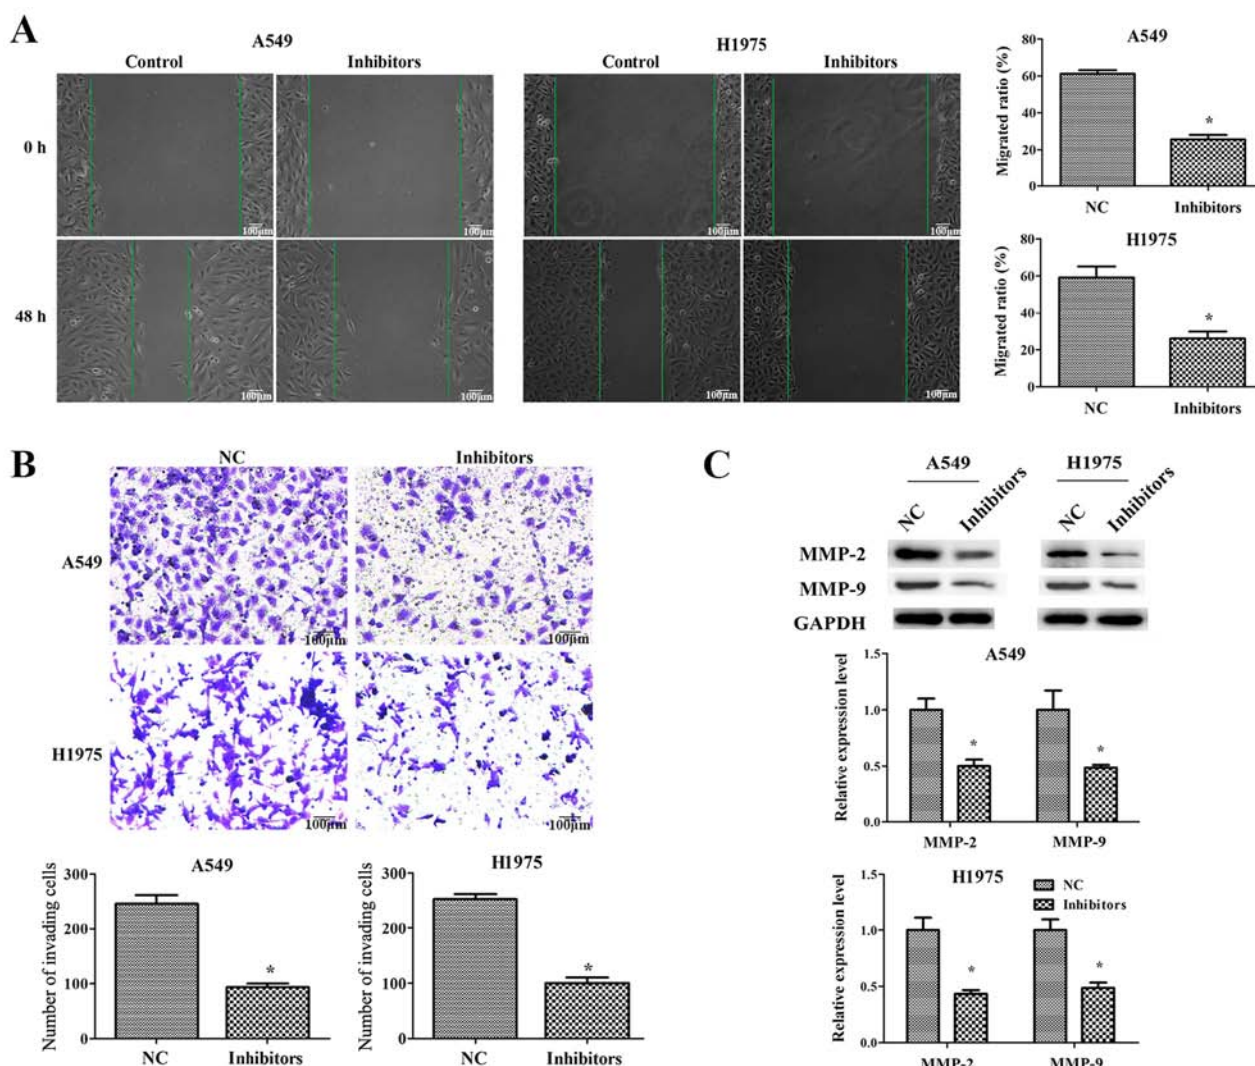 A
A549
H1975
Control
Inhibitors
Control
Inhibitors
0 h
100µm
100µm
100µm
100µm
48 h
100µm
100µm
100µm
100µm
A549
Migrated ratio (%)
80
60
40
20
0
*
NC
Inhibitors
H1975
Migrated ratio (%)
80
60
40
20
0
*
NC
Inhibitors
B
NC
Inhibitors
A549
100µm
100µm
H1975
100µm
100µm
A549
Number of invading cells
300
200
100
0
*
NC
Inhibitors
H1975
Number of invading cells
300
200
100
0
*
NC
Inhibitors
C
A549
H1975
NC
Inhibitors
NC
Inhibitors
MMP-2
MMP-9
GAPDH
A549
Relative expression level
1.5
1.0
0.5
0.0
*
*
MMP-2
MMP-9
H1975
Relative expression level
1.5
1.0
0.5
0.0
NC
Inhibitors
*
*
MMP-2
MMP-9